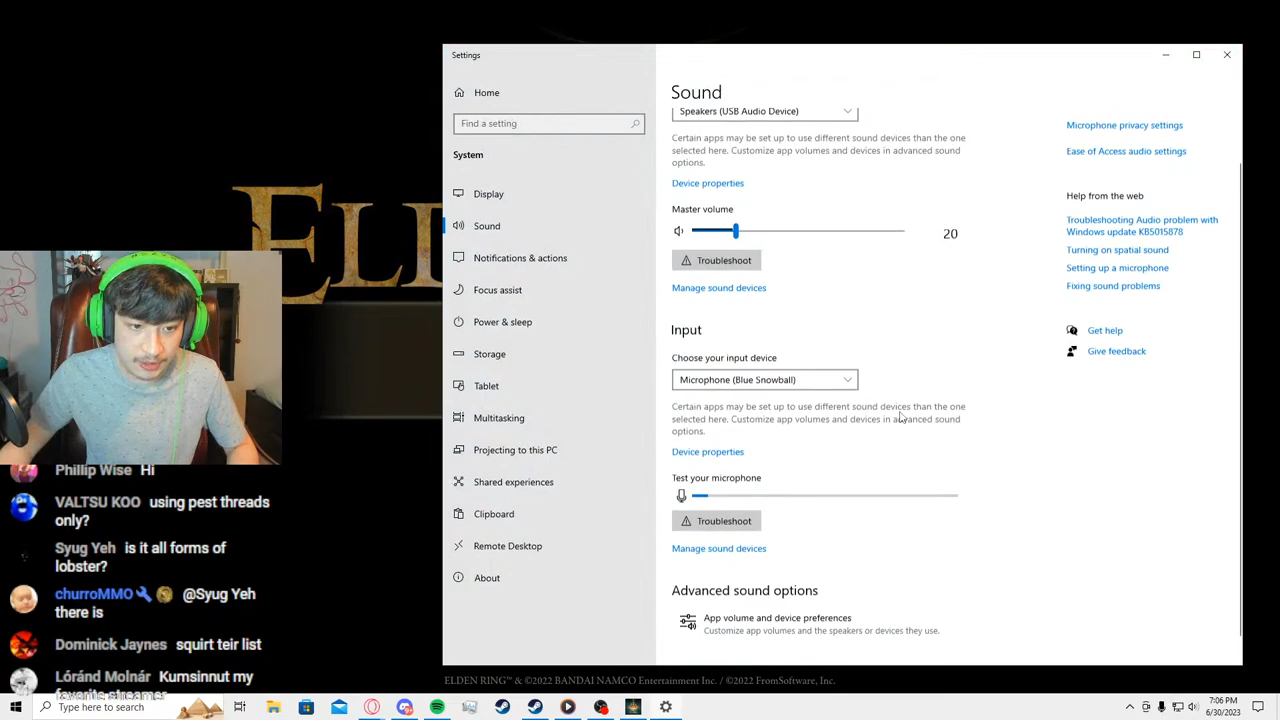 Settings
Home
Find a setting
System
Display
Sound
Notifications & actions
Focus assist
Power & sleep
Storage
Tablet
Multitasking
Projecting to this PC
Shared experiences
Clipboard
Remote Desktop
About
Sound
Speakers (USB Audio Device)
Certain apps may be set up to use different sound devices than the one
selected here. Customize app volumes and devices in advanced sound
options.
Device properties
Master volume
20
Troubleshoot
Manage sound devices
Input
Choose your input device
Microphone (Blue Snowball)
Certain apps may be set up to use different sound devices than the one
selected here. Customize app volumes and devices in advanced sound
options.
Device properties
Test your microphone
Troubleshoot
Manage sound devices
Advanced sound options
App volume and device preferences
Customize app volumes and the speakers or devices they use.
Microphone privacy settings
Ease of Access audio settings
Help from the web
Troubleshooting Audio problem with
Windows update KB5015878
Turning on spatial sound
Setting up a microphone
Fixing sound problems
Get help
Give feedback
Phillip Wise Hi
VALTSU KOO using pest threads
only?
Syug Yeh is it all forms of
lobster?
churroMMO @Syug Yeh
there is
Dominick Jaynes squirt tier list
Lóránd Molnár Kumsinnut my
favorite streamer
ELDEN RING™ & ©2022 BANDAI NAMCO Entertainment Inc. / ©2022 FromSoftware, Inc.
Type here to search
7:06 PM
6/30/2023